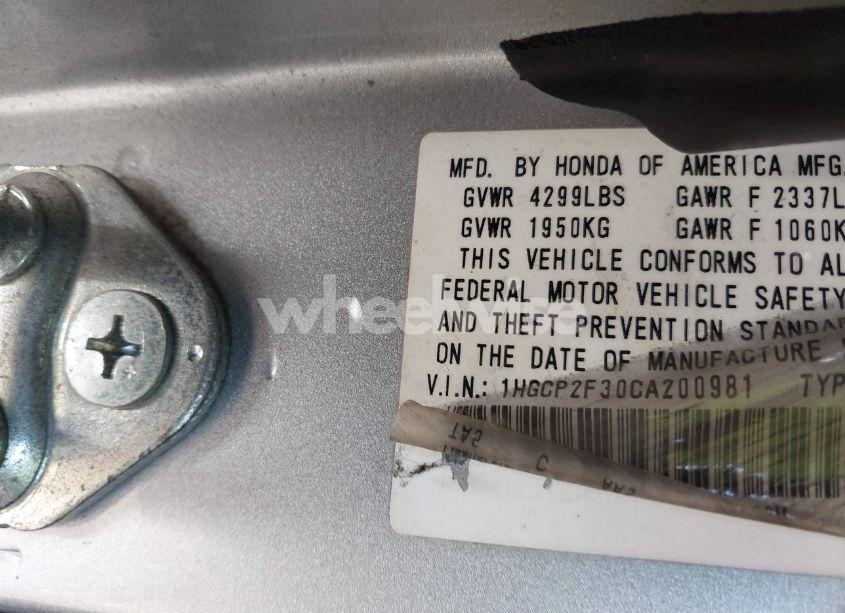 MFD. BY HONDA OF AMERICA MFG.
GVWR 4299LBS GAWR F 2337L
GVWR 1950KG GAWR F 1060K
THIS VEHICLE CONFORMS TO AL
FEDERAL MOTOR VEHICLE SAFETY
AND THEFT PREVENTION STANDAR
ON THE DATE OF MANUFACTURE
V.I.N.: 1HGCP2F30CA200981 TYP